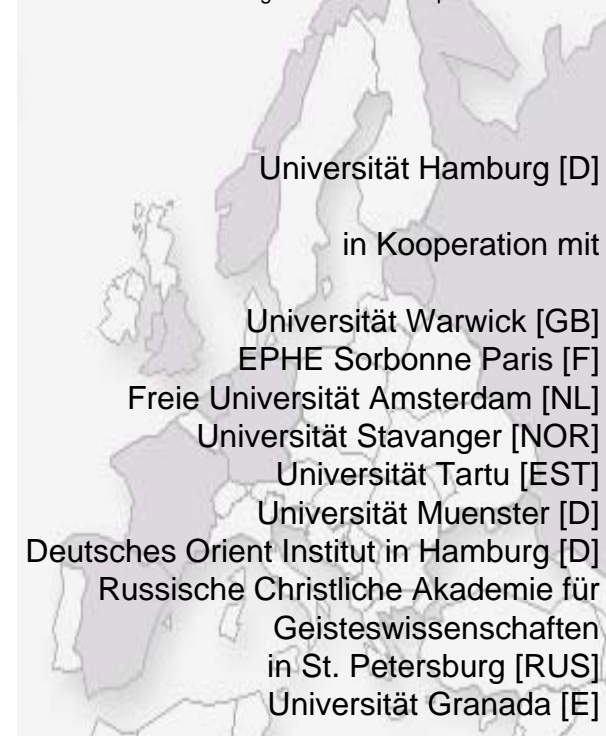 Universität Hamburg [D]
in Kooperation mit
Universität Warwick [GB]
EPHE Sorbonne Paris [F]
Freie Universität Amsterdam [NL]
Universität Stavanger [NOR]
Universität Tartu [EST]
Universität Muenster [D]
Deutsches Orient Institut in Hamburg [D]
Russische Christliche Akademie für
Geisteswissenschaften
in St. Petersburg [RUS]
Universität Granada [E]